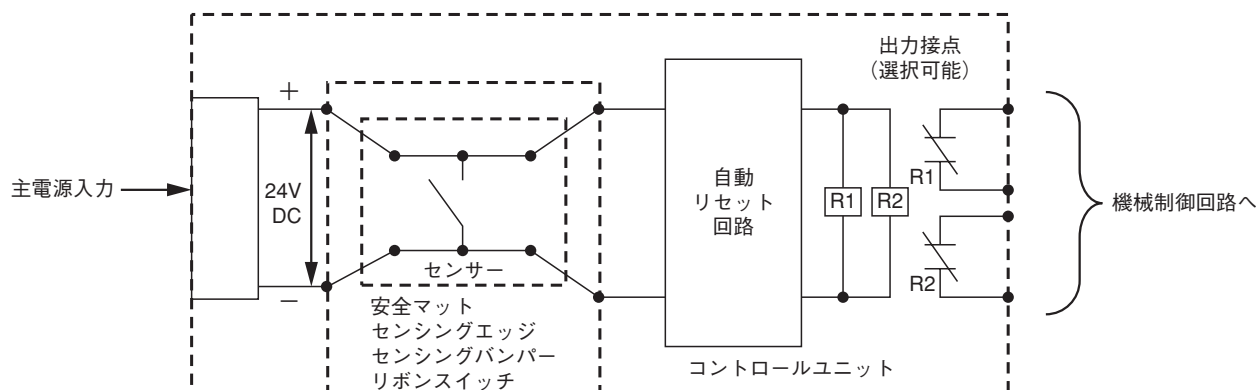 出力接点
（選択可能）
＋
主電源入力
24V
DC
－
センサー
安全マット
センシングエッジ
センシングバンパー
リボンスイッチ
自動
リセット
回路
コントロールユニット
R1
R2
R1
R2
機械制御回路へ